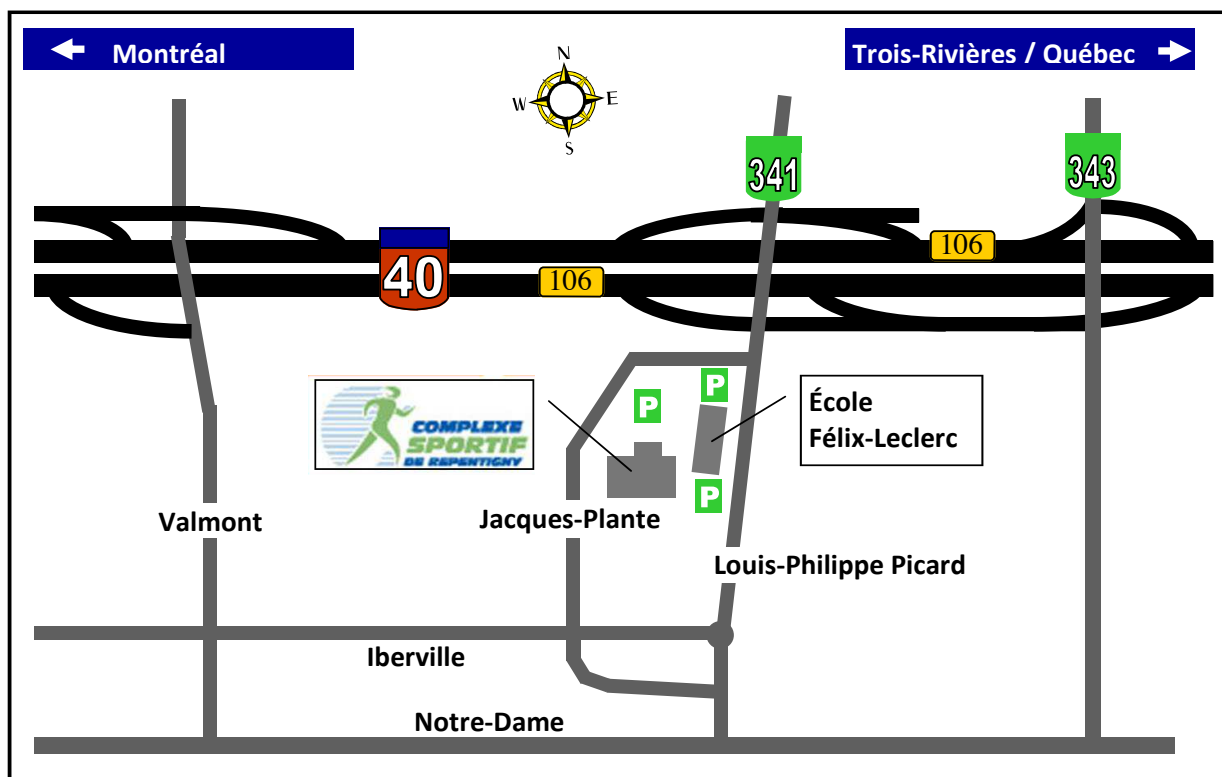 Montréal
Trois-Rivières / Québec
N
W
E
S
341
343
106
40
106
P
P
COMPLEXE
SPORTIF
DE REPENTIGNY
École
Félix-Leclerc
P
Valmont
Jacques-Plante
Louis-Philippe Picard
Iberville
Notre-Dame